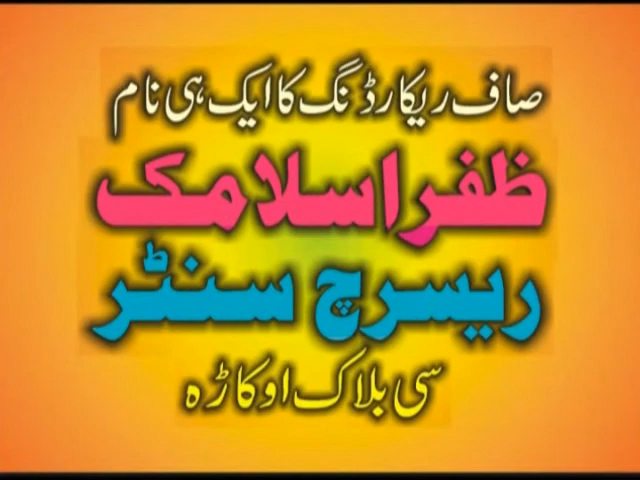 صاف ریکارڈنگ کا ایک ہی نام
ظفر اسلامک
ریسرچ سنٹر
سی بلاک اوکاڑہ